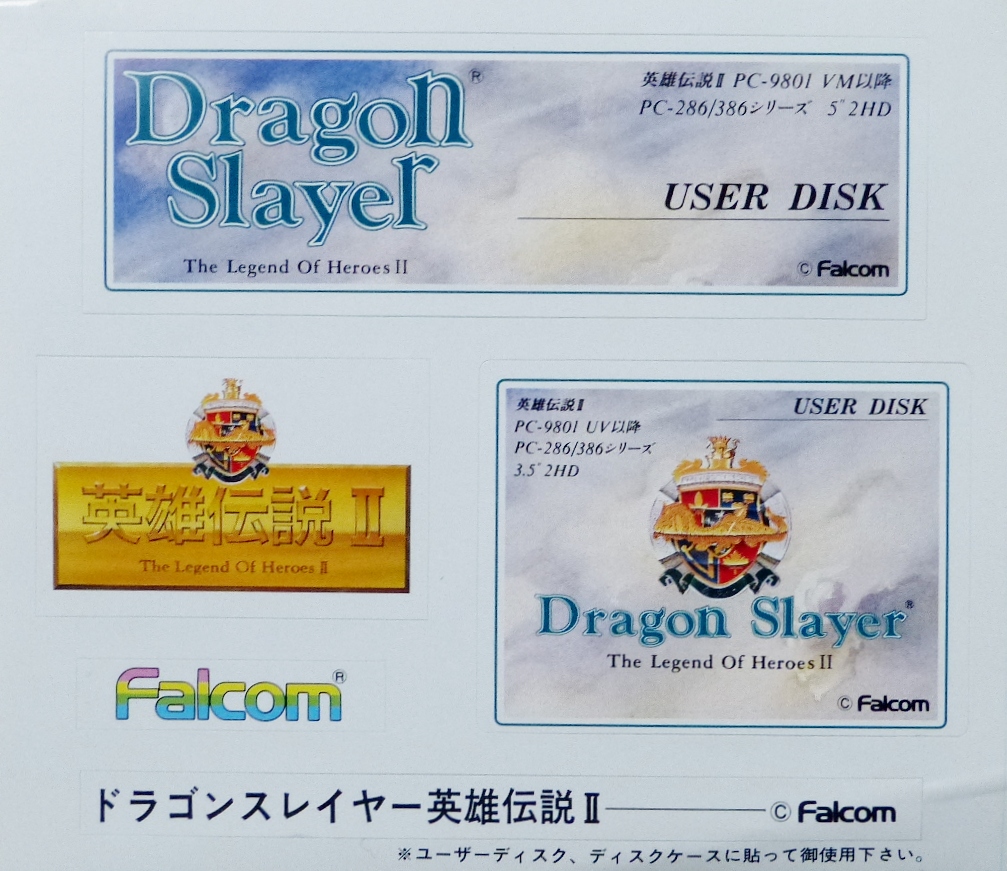 Dragon®
Slayer
The Legend Of Heroes II
英雄伝説II PC-9801 VM以降
PC-286/386シリーズ 5"2HD
USER DISK
© Falcom
英雄伝説 II
The Legend Of Heroes II
Falcom®
英雄伝説II
PC-9801 UV以降
PC-286/386シリーズ
3.5"2HD
USER DISK
Dragon Slayer®
The Legend Of Heroes II
© Falcom
ドラゴンスレイヤー英雄伝説II © Falcom
※ユーザーディスク、ディスクケースに貼って御使用下さい。